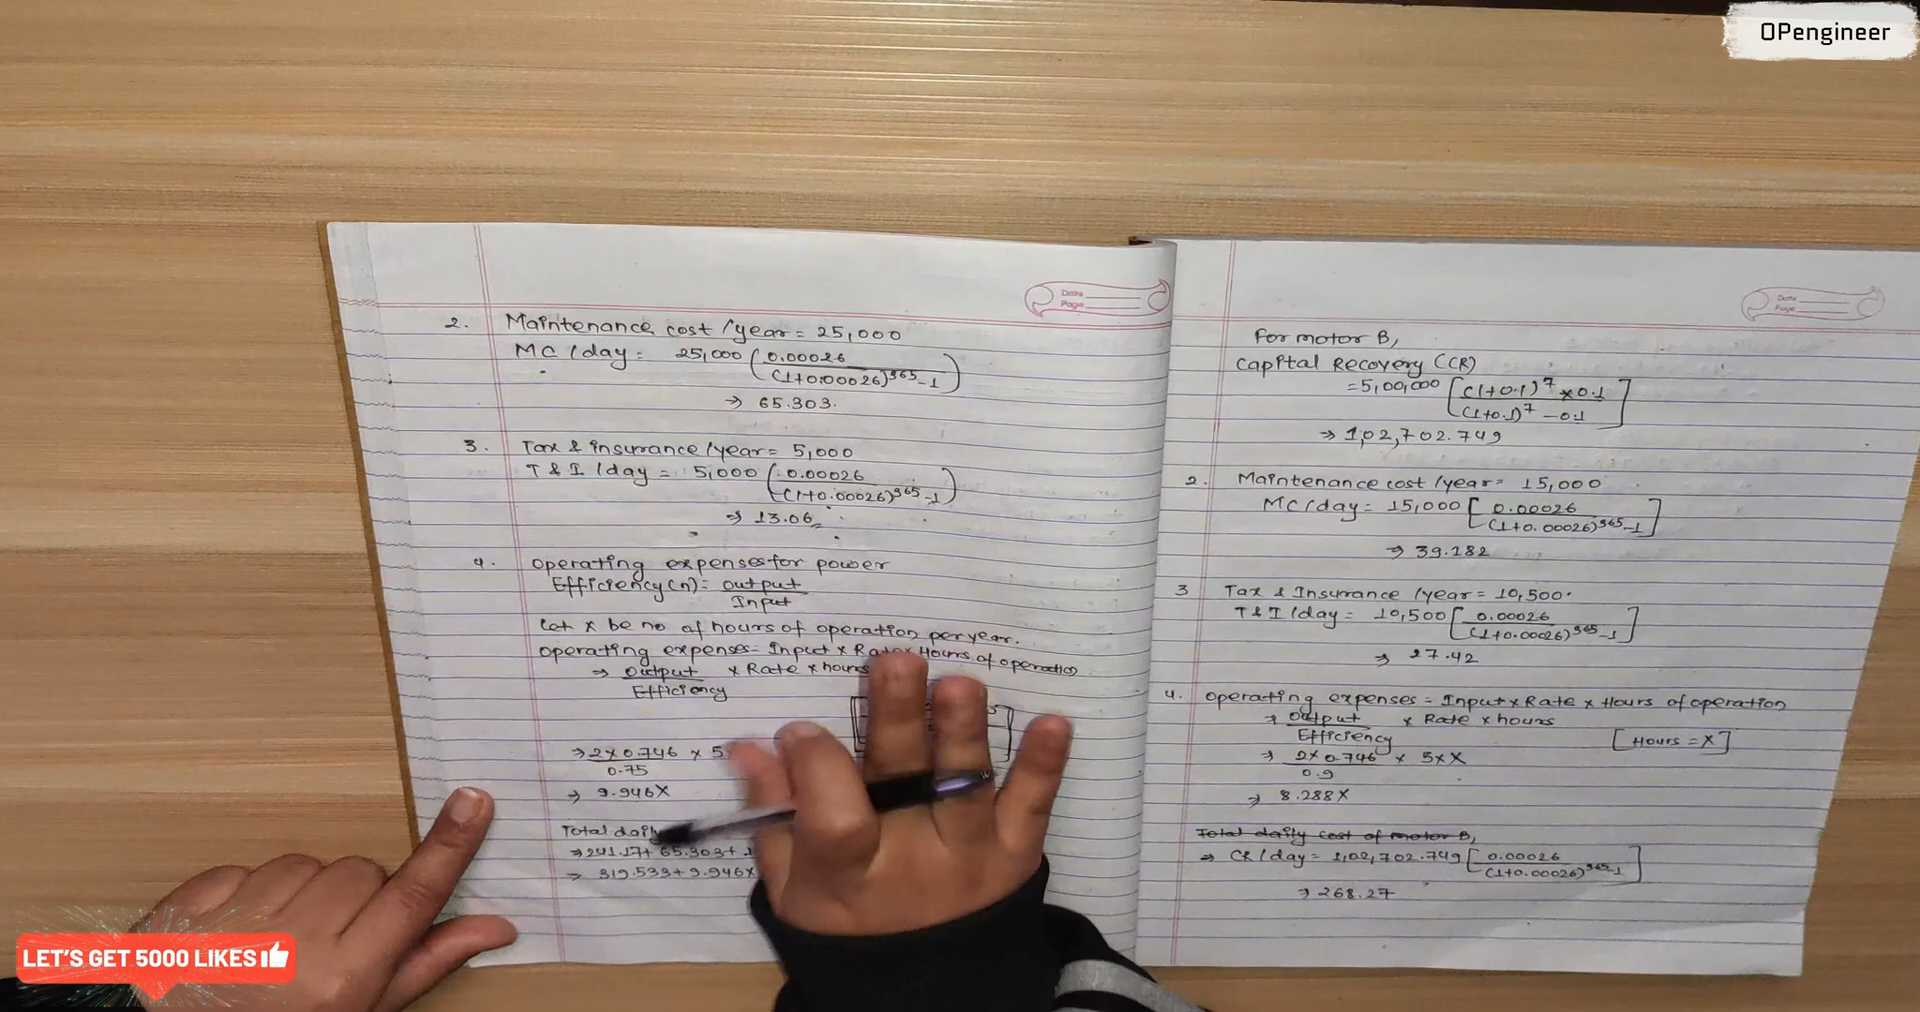 OPengineer
Date
Page
2. Maintenance cost /year = 25,000
MC /day = 25,000 ( 0.00026
(1+0.00026)^365-1 )
→ 65.303.
3. Tax & insurance /year = 5,000
T & I /day = 5,000 ( 0.00026
(1+0.00026)^365-1 )
→ 13.06
4. Operating expenses for power
Efficiency (n) = output
Input
Let x be no of hours of operation per year.
Operating expenses = Input x Rate x Hours of operation
→ output x Rate x hours
Efficiency
→ 2 x 0.746 x 5
0.75
→ 9.946X
Total daily
→ 241.17 + 65.303 + 1
→ 319.533 + 9.946X
Date
Page
For motor B,
Capital Recovery (CR)
= 5,00,000 [ (1+0.1)^7 x 0.1
(1+0.1)^7 - 0.1 ]
→ 1,02,702.749
2. Maintenance cost /year = 15,000
MC /day = 15,000 [ 0.00026
(1+0.00026)^365-1 ]
→ 39.182
3 Tax & Insurance /year = 10,500.
T & I /day = 10,500 [ 0.00026
(1+0.00026)^365-1 ]
→ 27.42
4. Operating expenses = Input x Rate x Hours of operation
→ Output x Rate x hours
Efficiency
[Hours = X]
→ 2 x 0.746 x 5 x X
0.9
→ 8.288X
Total daily cost of motor B,
→ CR /day = 1,02,702.749 [ 0.00026
(1+0.00026)^365-1 ]
→ 268.27
LET'S GET 5000 LIKES